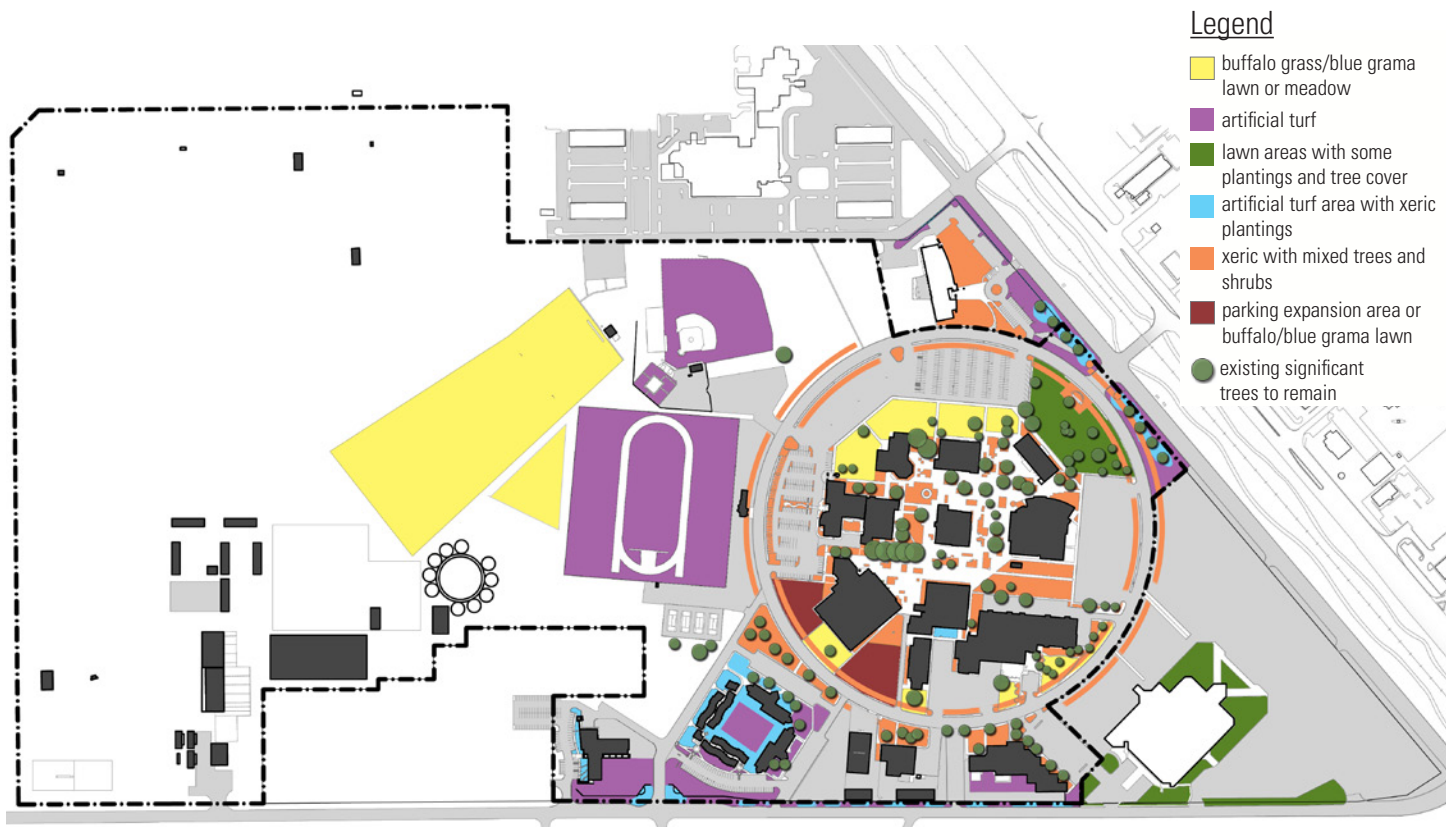 Legend
buffalo grass/blue grama
lawn or meadow
artificial turf
lawn areas with some
plantings and tree cover
artificial turf area with xeric
plantings
xeric with mixed trees and
shrubs
parking expansion area or
buffalo/blue grama lawn
existing significant
trees to remain